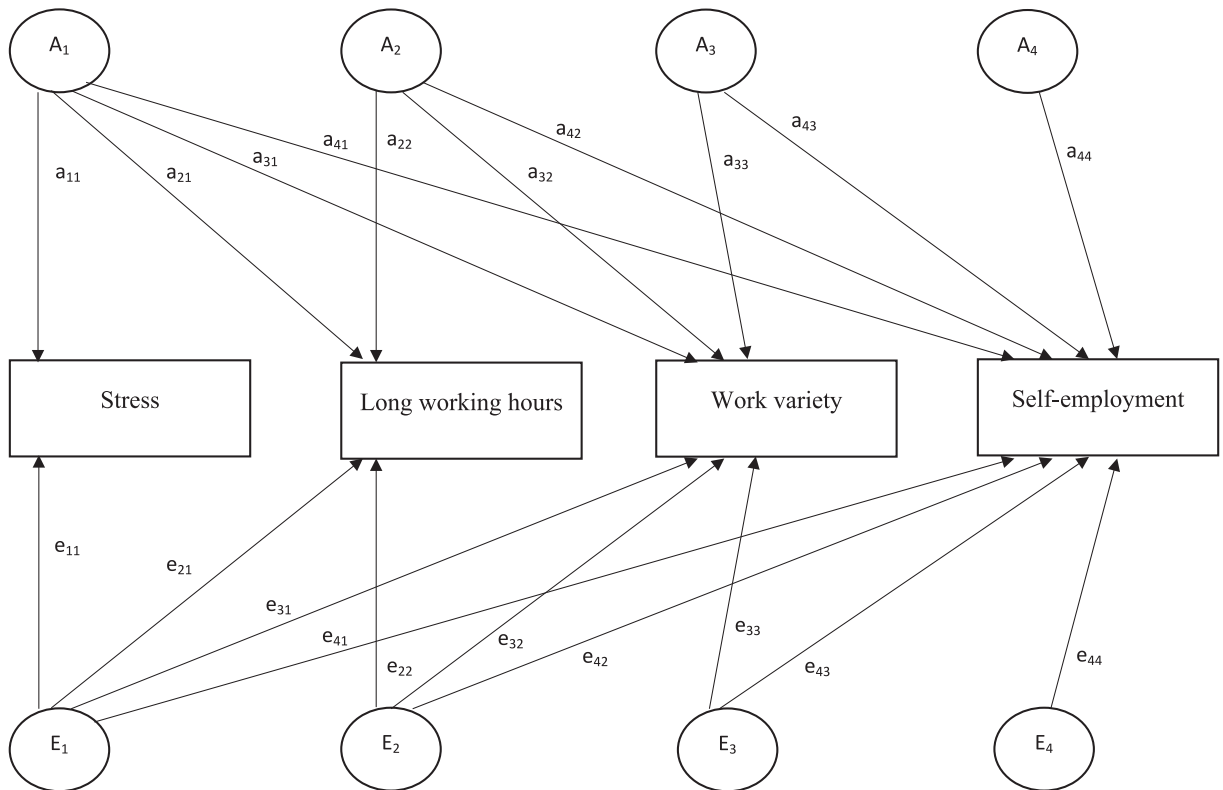 A₁ A₂ A₃ A₄
a₁₁ a₂₁ a₃₁ a₄₁ a₂₂ a₃₂ a₄₂ a₃₃ a₄₃ a₄₄
Stress Long working hours Work variety Self-employment
e₁₁ e₂₁ e₃₁ e₄₁ e₂₂ e₃₂ e₄₂ e₃₃ e₄₃ e₄₄
E₁ E₂ E₃ E₄